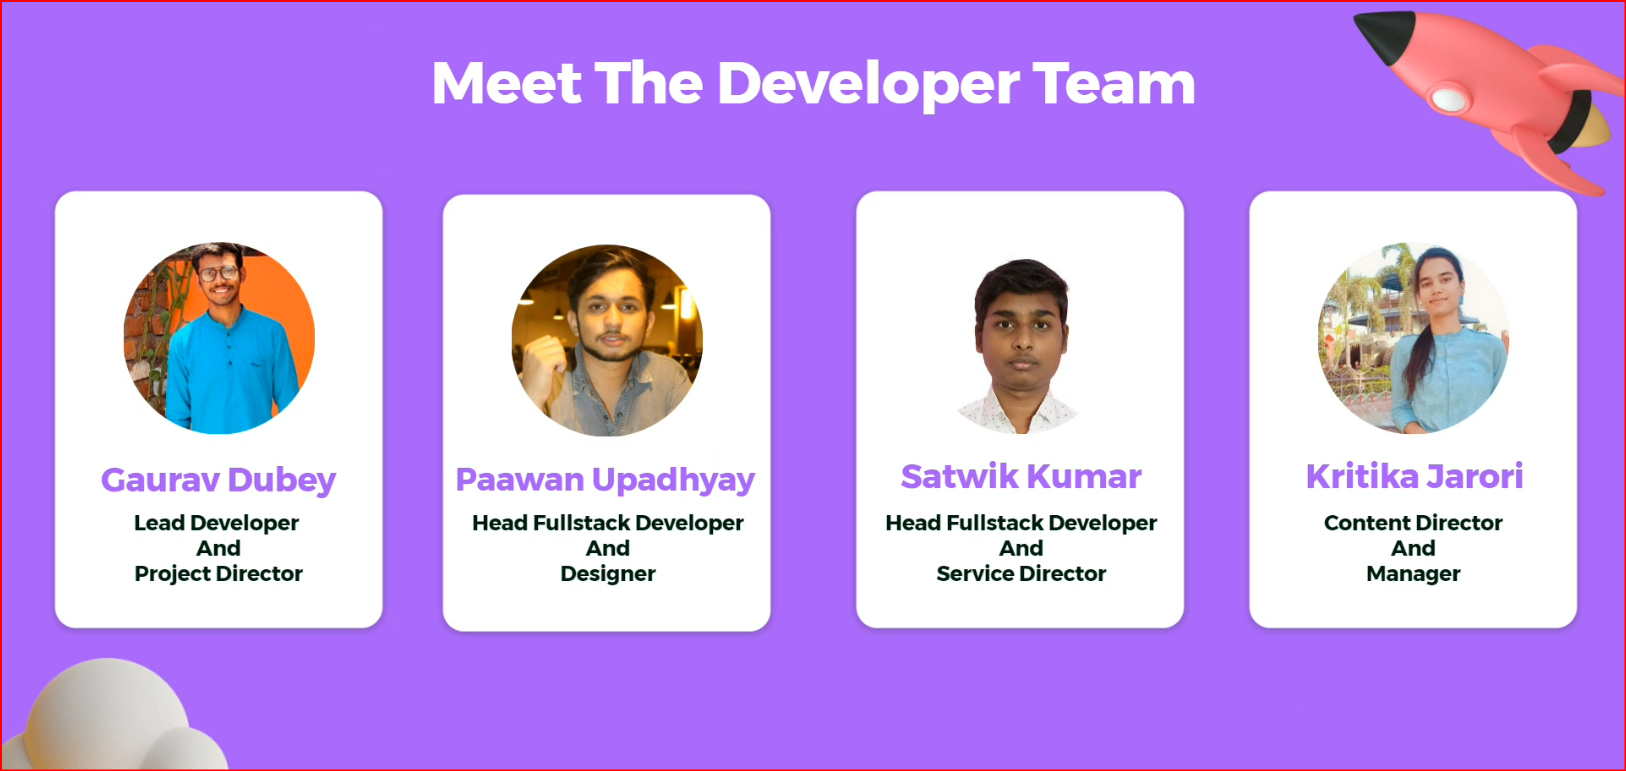 Meet The Developer Team
Gaurav Dubey
Lead Developer
And
Project Director
Paawan Upadhyay
Head Fullstack Developer
And
Designer
Satwik Kumar
Head Fullstack Developer
And
Service Director
Kritika Jarori
Content Director
And
Manager